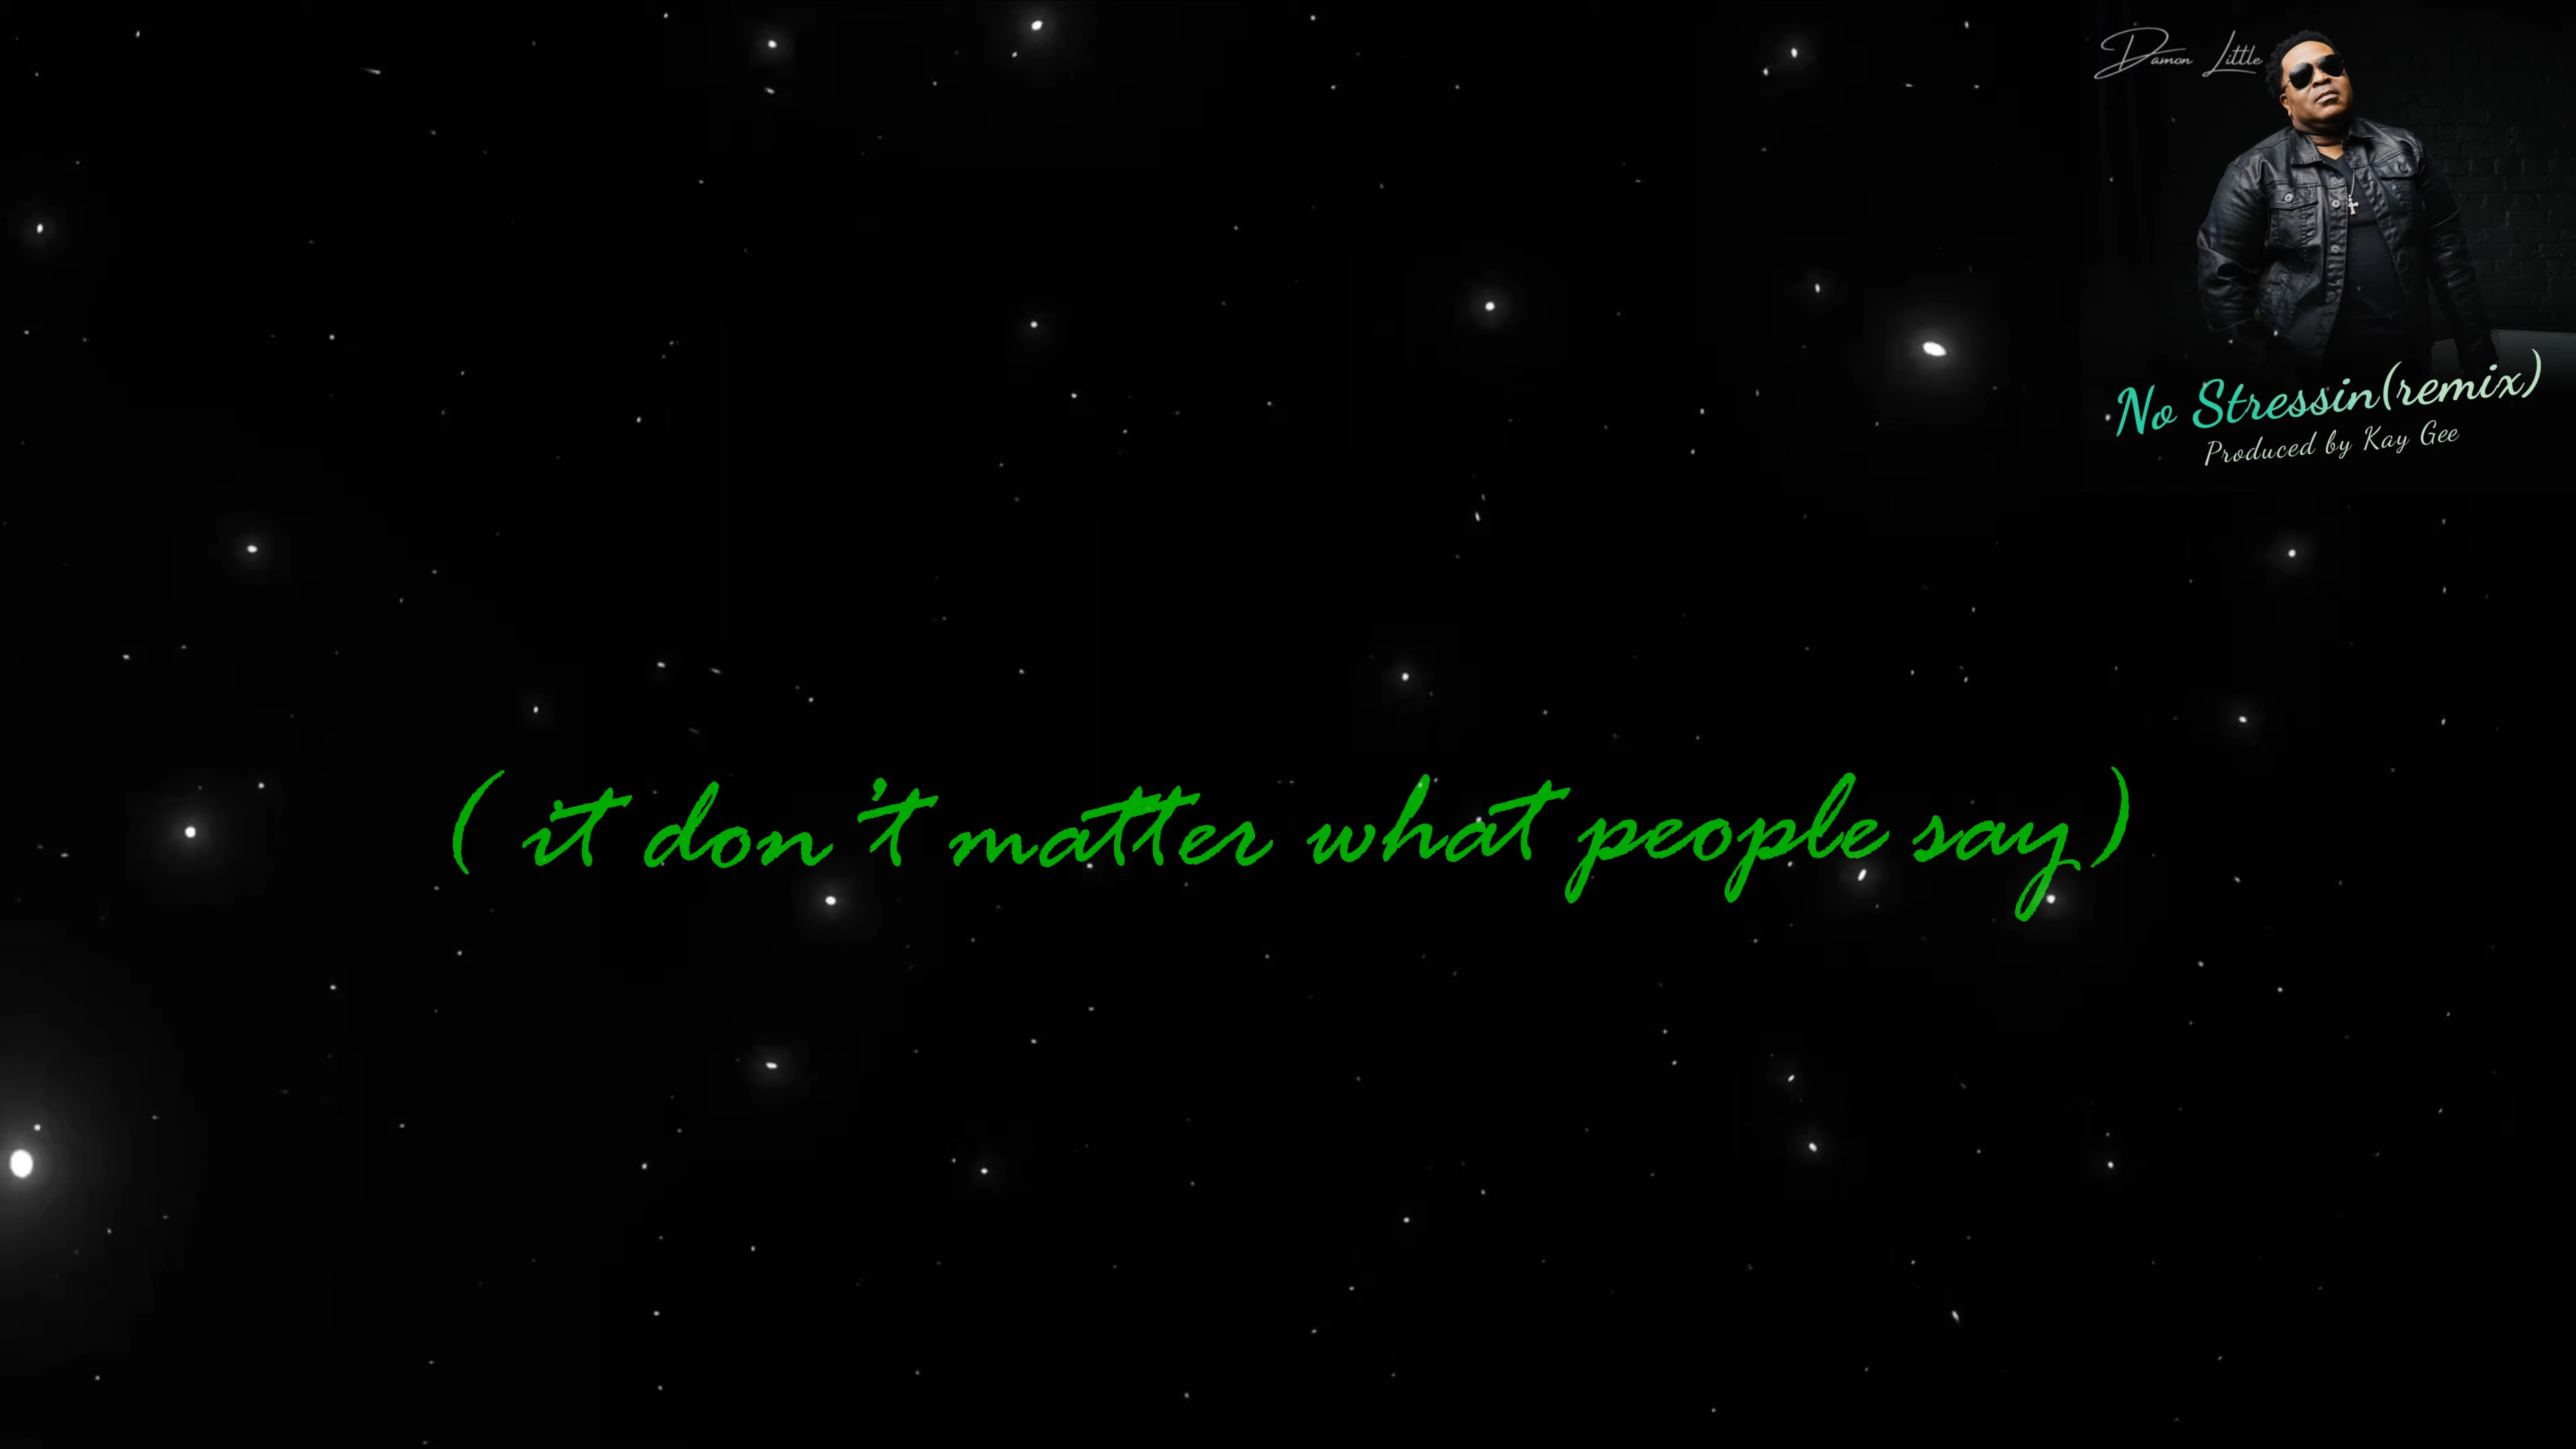 Damon Little
No Stressin(remix)
Produced by Kay Gee
( it don't matter what people say)